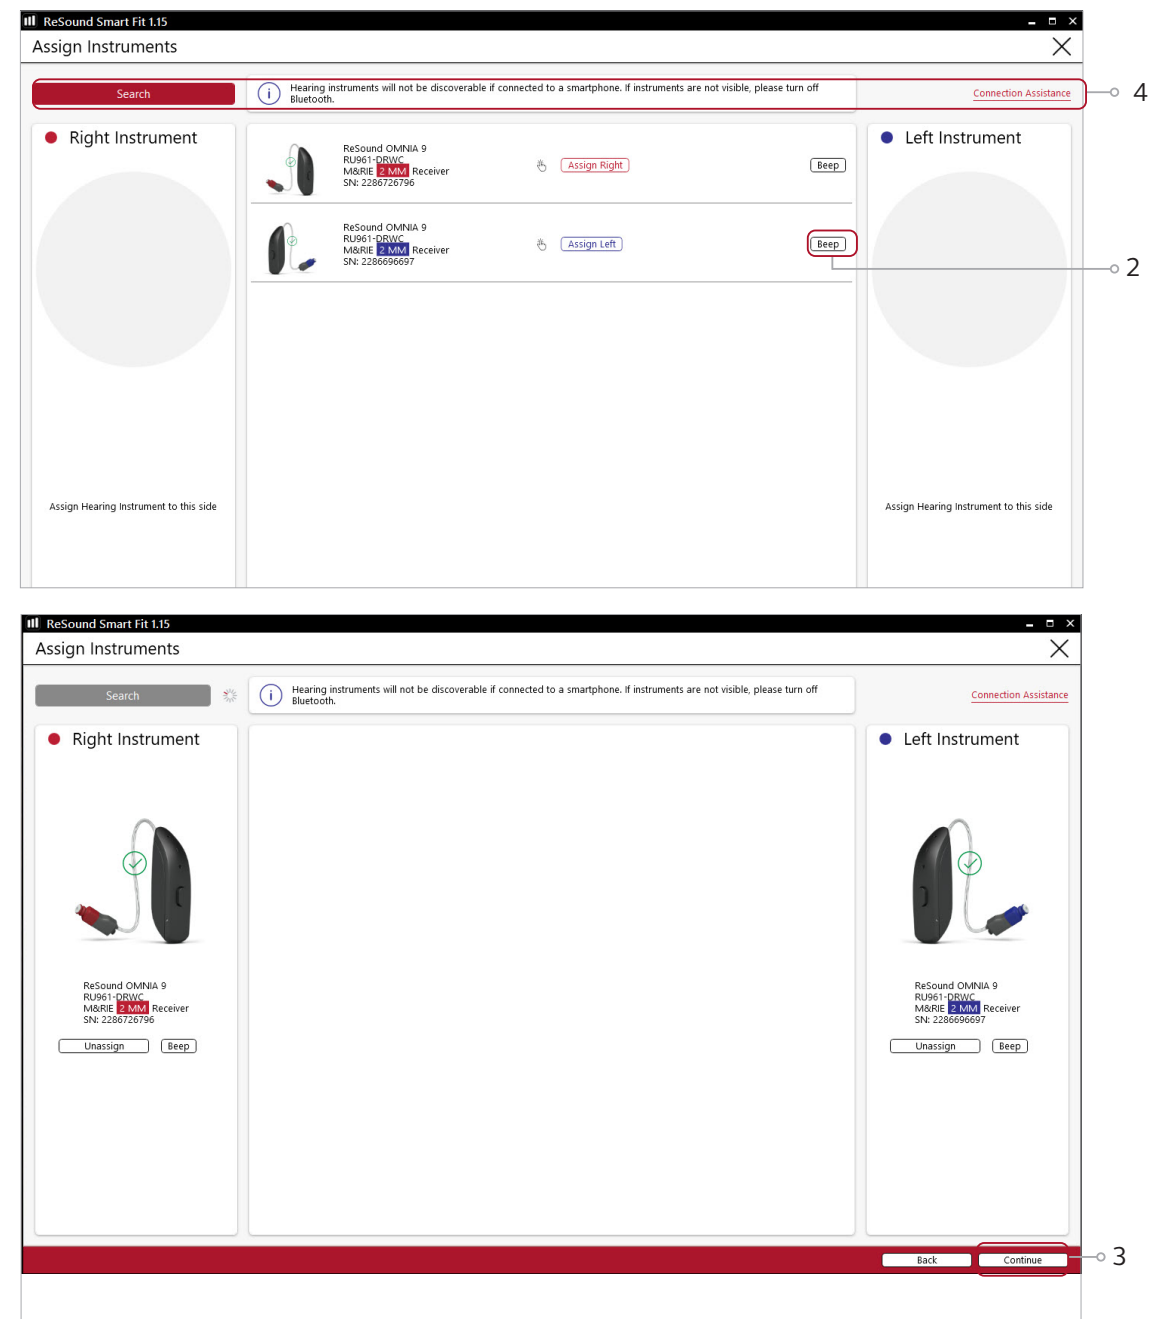 ReSound Smart Fit 1.15
Assign Instruments
Search
i
Hearing instruments will not be discoverable if connected to a smartphone. If instruments are not visible, please turn off
Bluetooth.
Connection Assistance
4
Right Instrument
Assign Hearing Instrument to this side
ReSound OMNIA 9
RU961-DRWC
M&RIE 2 MM Receiver
SN: 2286726796
Assign Right
Beep
ReSound OMNIA 9
RU961-DRWC
M&RIE 2 MM Receiver
SN: 2286696697
Assign Left
Beep
2
Left Instrument
Assign Hearing Instrument to this side
ReSound Smart Fit 1.15
Assign Instruments
Search
i
Hearing instruments will not be discoverable if connected to a smartphone. If instruments are not visible, please turn off
Bluetooth.
Connection Assistance
Right Instrument
ReSound OMNIA 9
RU961-DRWC
M&RIE 2 MM Receiver
SN: 2286726796
Unassign Beep
Left Instrument
ReSound OMNIA 9
RU961-DRWC
M&RIE 2 MM Receiver
SN: 2286696697
Unassign Beep
Back Continue
3